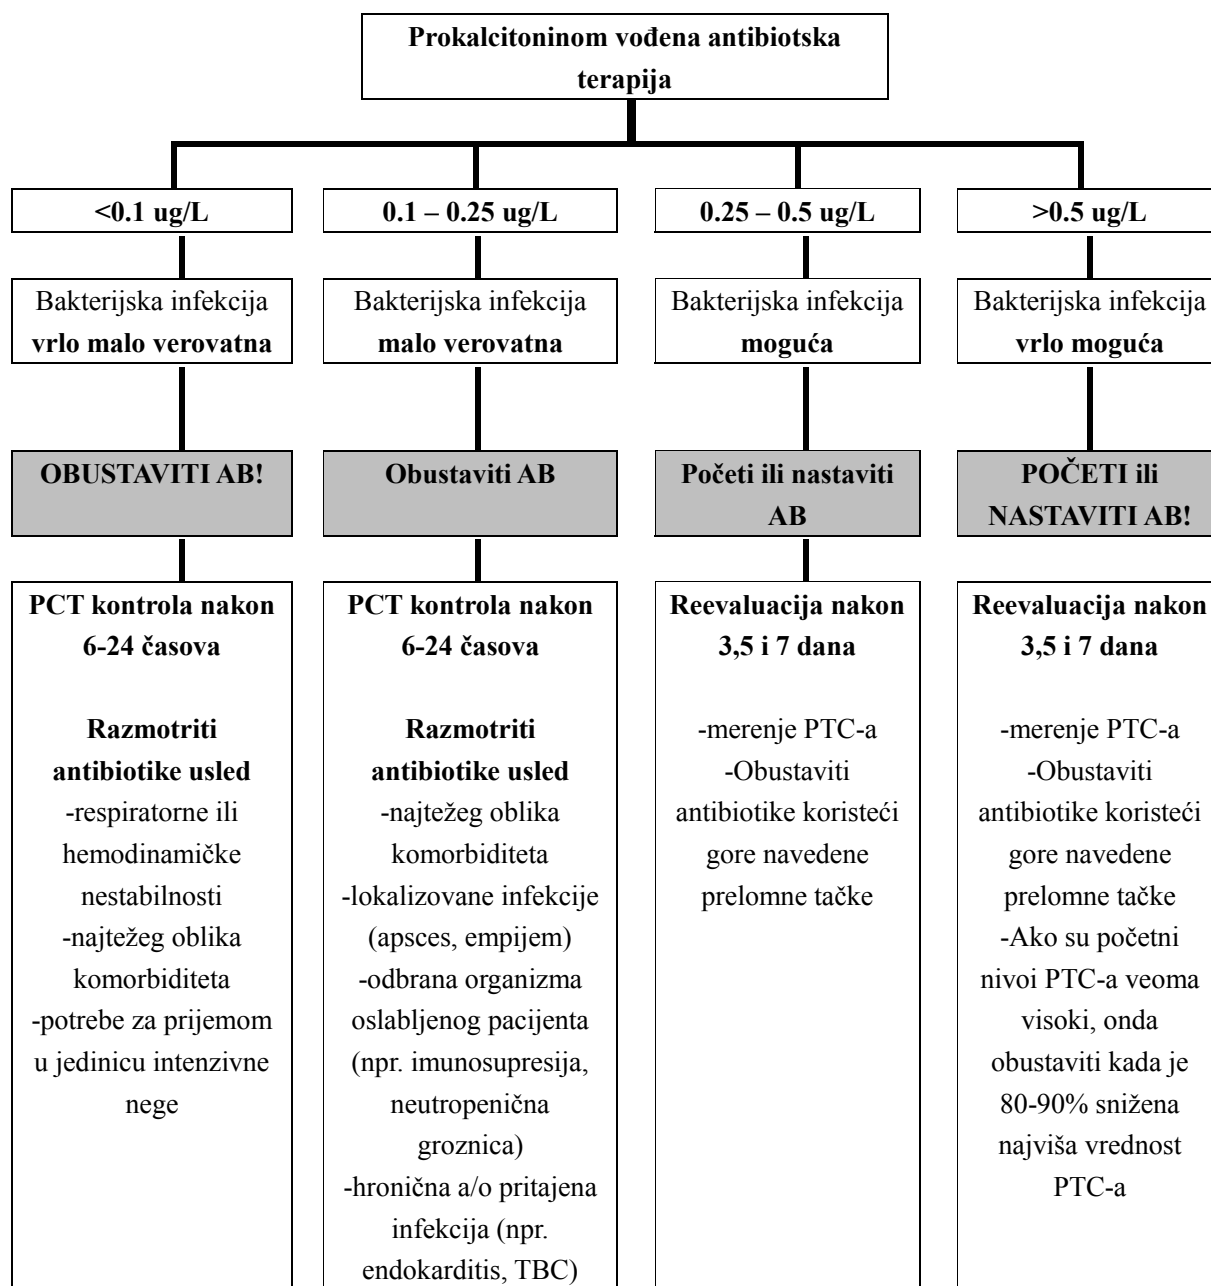 Prokalcitoninom vođena antibiotska
terapija
<0.1 ug/L
0.1 – 0.25 ug/L
0.25 – 0.5 ug/L
>0.5 ug/L
Bakterijska infekcija
vrlo malo verovatna
Bakterijska infekcija
malo verovatna
Bakterijska infekcija
moguća
Bakterijska infekcija
vrlo moguća
OBUSTAVITI AB!
Obustaviti AB
Početi ili nastaviti
AB
POČETI ili
NASTAVITI AB!
PCT kontrola nakon
6-24 časova
Razmotriti
antibiotike usled
-respiratorne ili
hemodinamičke
nestabilnosti
-najtežeg oblika
komorbiditeta
-potrebe za prijemom
u jedinicu intenzivne
nege
PCT kontrola nakon
6-24 časova
Razmotriti
antibiotike usled
-najtežeg oblika
komorbiditeta
-lokalizovane infekcije
(apsces, empijem)
-odbrana organizma
oslabljenog pacijenta
(npr. imunosupresija,
neutropenična
groznica)
-hronična a/o pritajena
infekcija (npr.
endokarditis, TBC)
Reevaluacija nakon
3,5 i 7 dana
-merenje PTC-a
-Obustaviti
antibiotike koristeći
gore navedene
prelomne tačke
Reevaluacija nakon
3,5 i 7 dana
-merenje PTC-a
-Obustaviti
antibiotike koristeći
gore navedene
prelomne tačke
-Ako su početni
nivoi PTC-a veoma
visoki, onda
obustaviti kada je
80-90% snižena
najviša vrednost
PTC-a